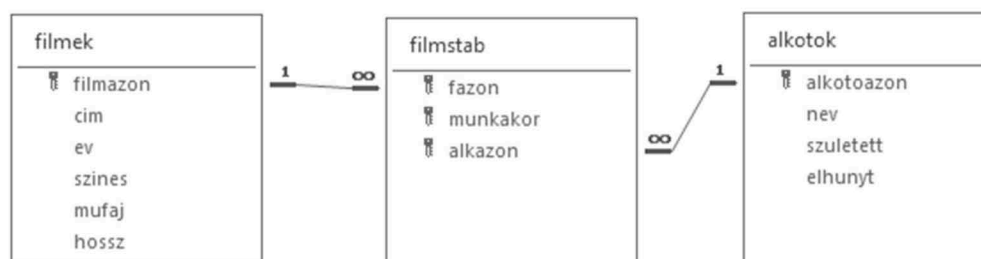 filmek
filmazon
cim
ev
szines
mufaj
hossz
1
∞
filmstab
fazon
munkakor
alkazon
∞
1
alkotok
alkotoazon
nev
szuletett
elhunyt